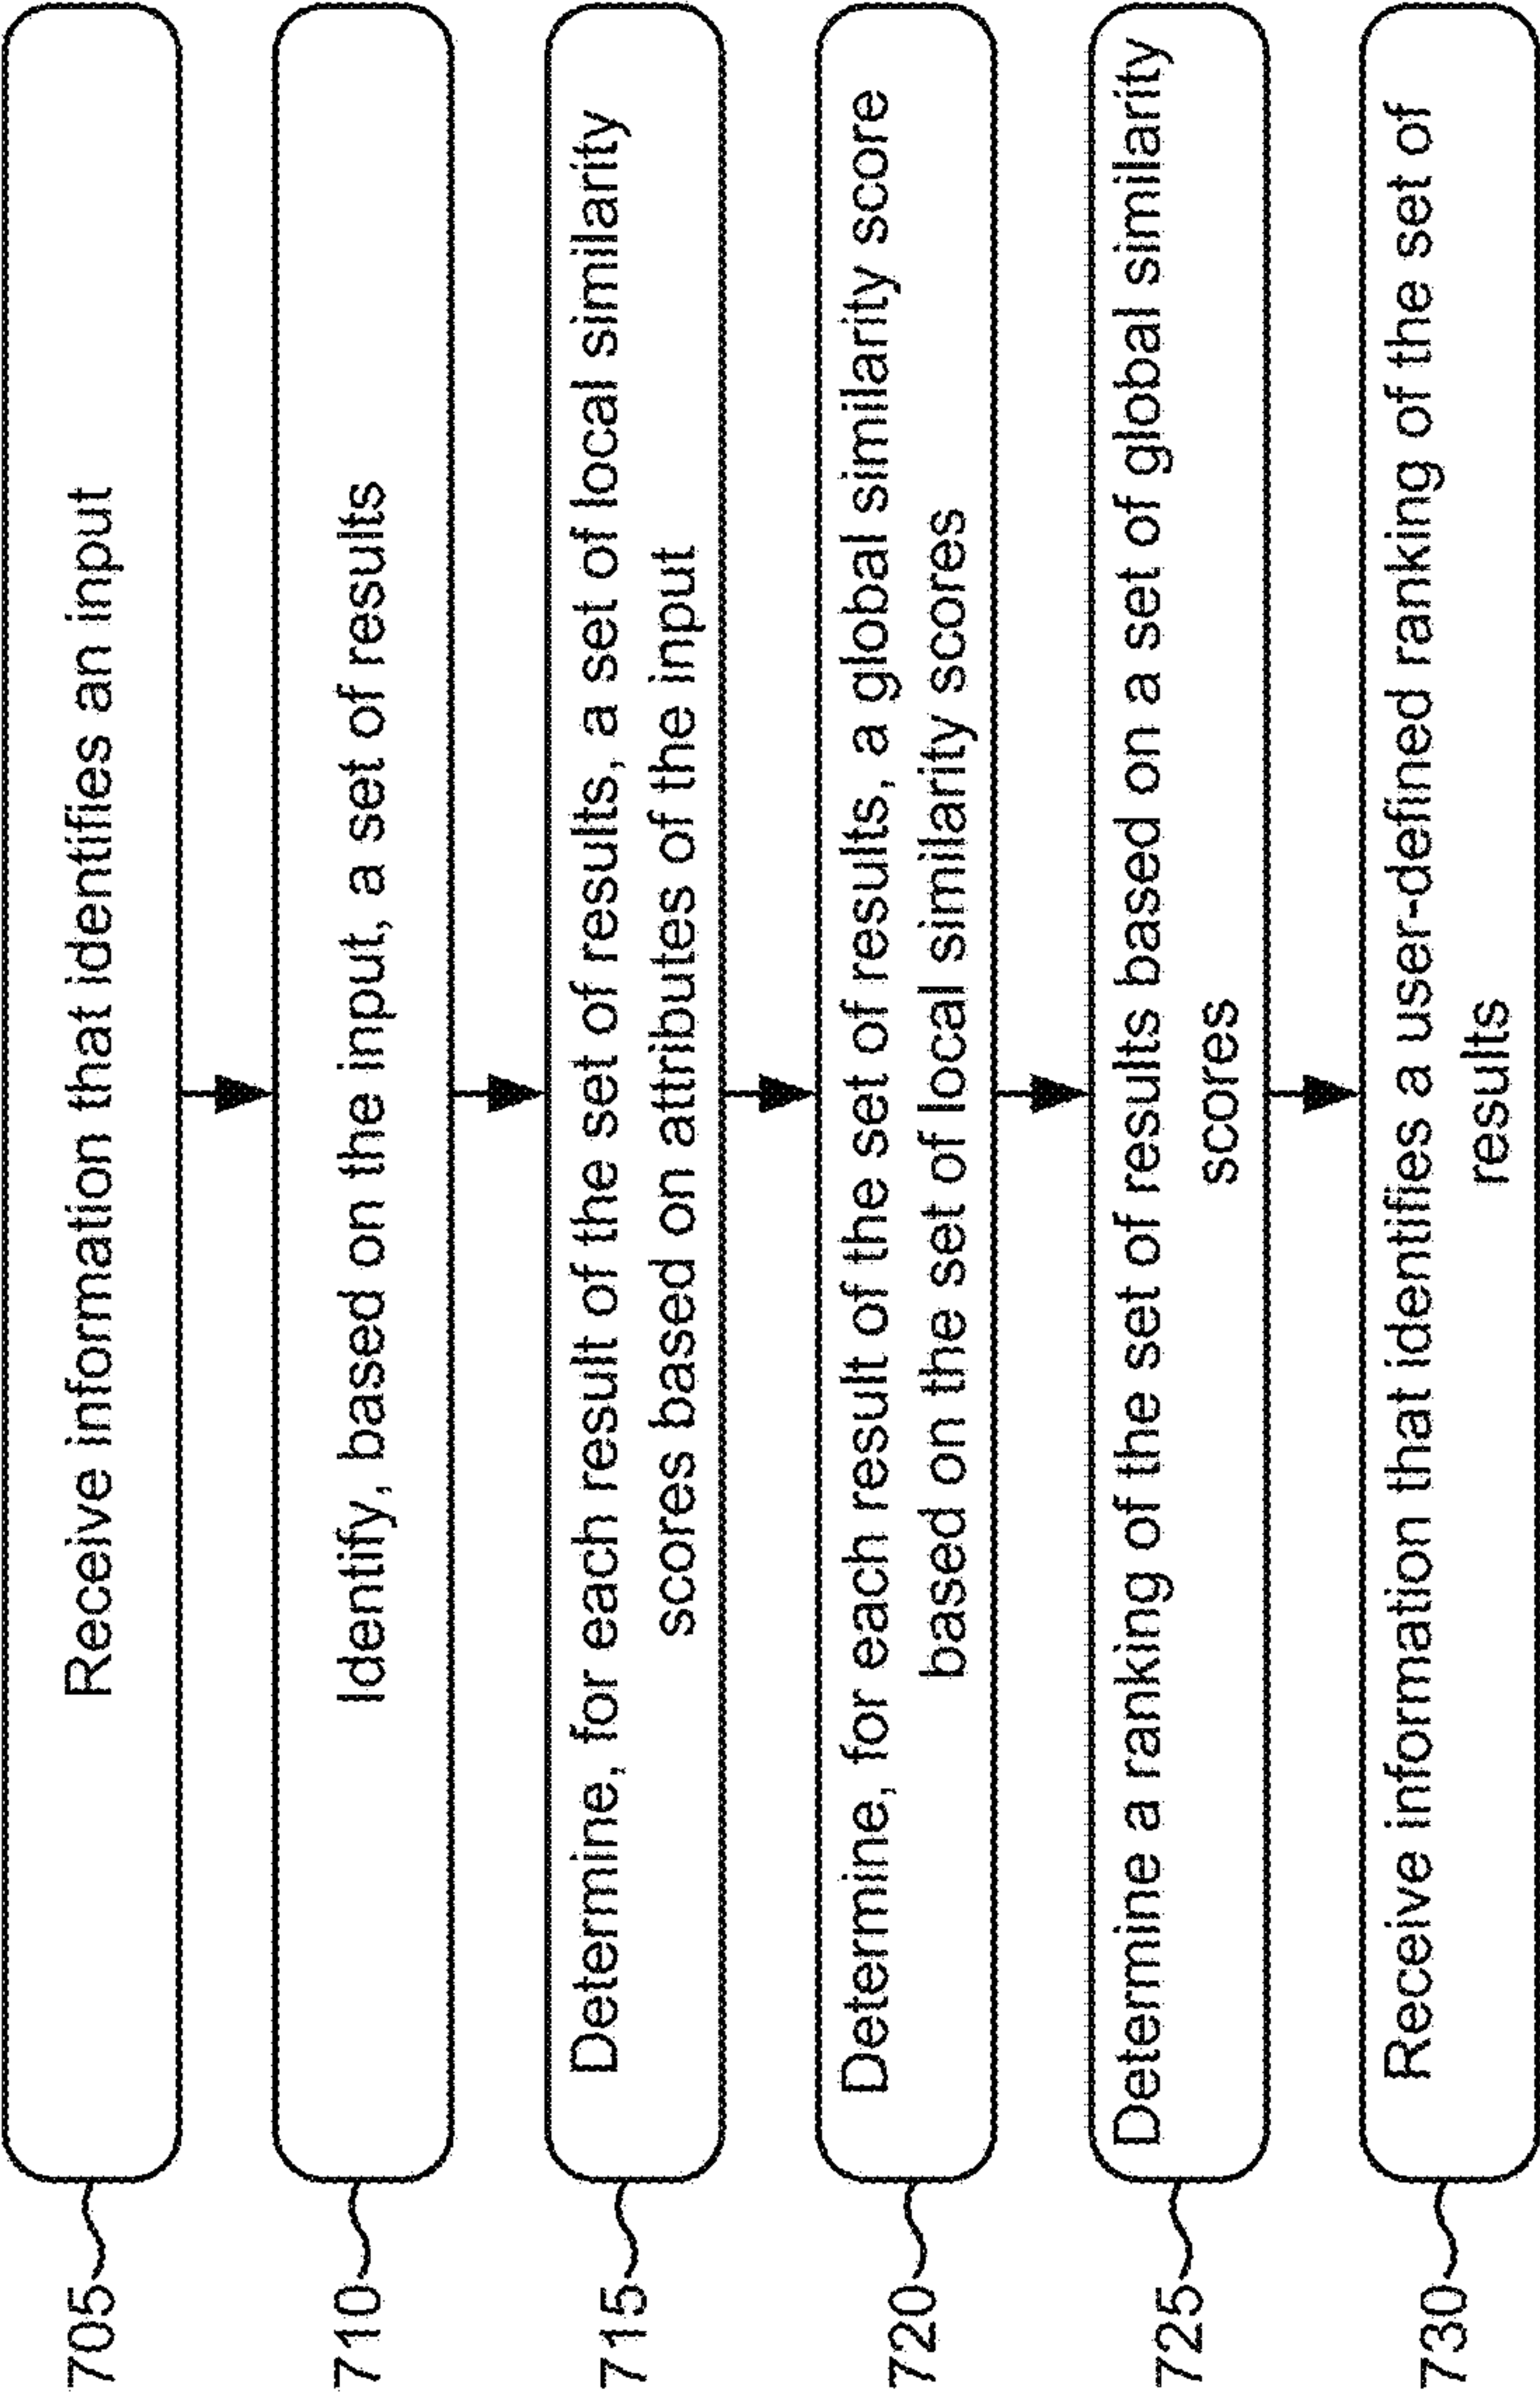 705
Receive information that identifies an input
710
Identify, based on the input, a set of results
715
Determine, for each result of the set of results, a set of local similarity
scores based on attributes of the input
720
Determine, for each result of the set of results, a global similarity score
based on the set of local similarity scores
725
Determine a ranking of the set of results based on a set of global similarity
scores
730
Receive information that identifies a user-defined ranking of the set of
results